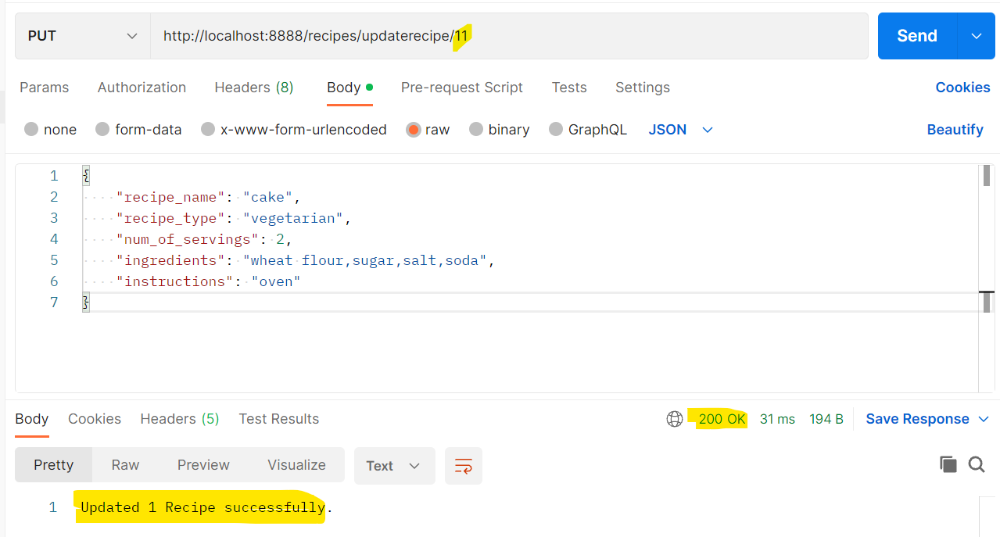 PUT http://localhost:8888/recipes/updaterecipe/11 Send
Params Authorization Headers (8) Body Pre-request Script Tests Settings Cookies
none form-data x-www-form-urlencoded raw binary GraphQL JSON Beautify
1 {
2 "recipe_name": "cake",
3 "recipe_type": "vegetarian",
4 "num_of_servings": 2,
5 "ingredients": "wheat flour,sugar,salt,soda",
6 "instructions": "oven"
7 }
Body Cookies Headers (5) Test Results 200 OK 31 ms 194 B Save Response
Pretty Raw Preview Visualize Text
1 Updated 1 Recipe successfully.